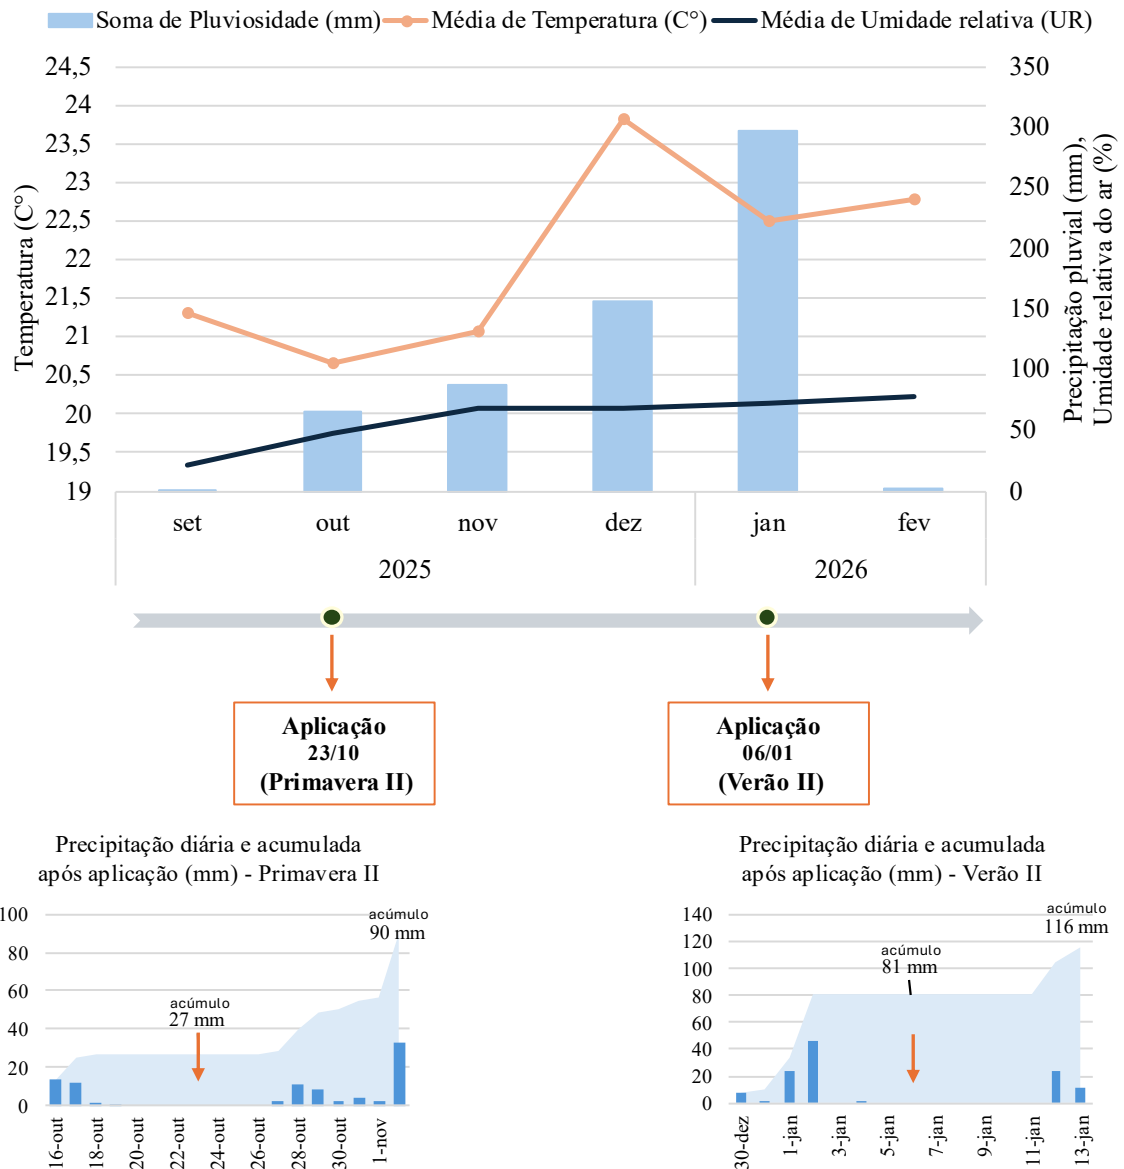 Soma de Pluviosidade (mm) Média de Temperatura (C°) Média de Umidade relativa (UR)
24,5
24
23,5
23
22,5
22
21,5
21
20,5
20
19,5
19
Temperatura (C°)
350
300
250
200
150
100
50
0
Precipitação pluvial (mm),
Umidade relativa do ar (%)
set out nov dez jan fev
2025 2026
Aplicação
23/10
(Primavera II)
Aplicação
06/01
(Verão II)
Precipitação diária e acumulada
após aplicação (mm) - Primavera II
100
80
60
40
20
0
acúmulo
27 mm
acúmulo
90 mm
16-out 18-out 20-out 22-out 24-out 26-out 28-out 30-out 1-nov
Precipitação diária e acumulada
após aplicação (mm) - Verão II
140
120
100
80
60
40
20
0
acúmulo
81 mm
acúmulo
116 mm
30-dez 1-jan 3-jan 5-jan 7-jan 9-jan 11-jan 13-jan